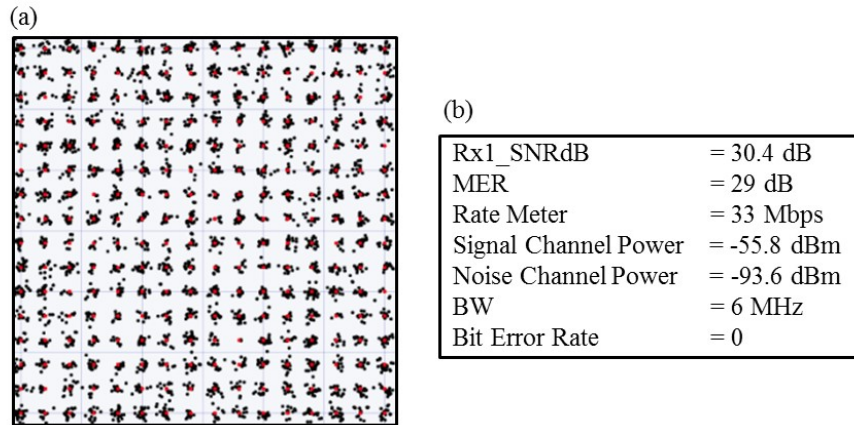 (a)
(b)
Rx1_SNRdB = 30.4 dB
MER = 29 dB
Rate Meter = 33 Mbps
Signal Channel Power = -55.8 dBm
Noise Channel Power = -93.6 dBm
BW = 6 MHz
Bit Error Rate = 0